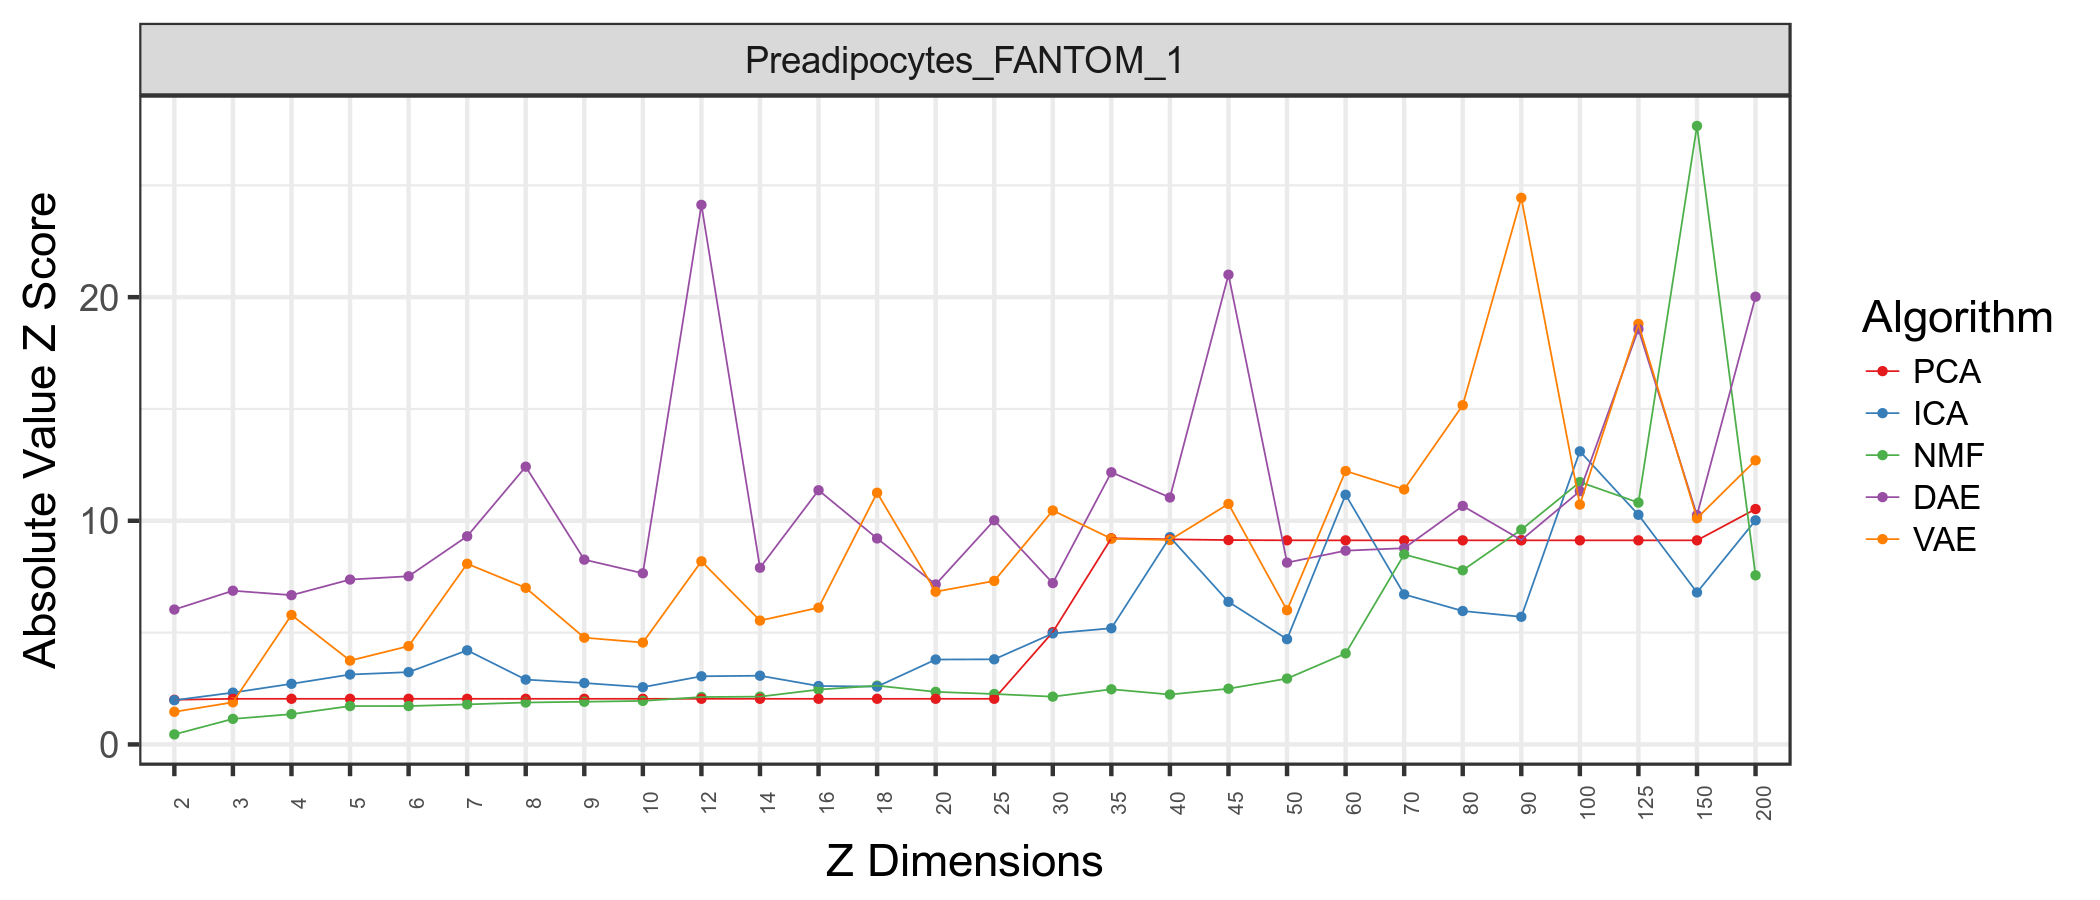 Preadipocytes_FANTOM_1
Absolute Value Z Score
20
10
0
2 3 4 5 6 7 8 9 10 12 14 16 18 20 25 30 35 40 45 50 60 70 80 90 100 125 150 200
Z Dimensions
Algorithm
PCA
ICA
NMF
DAE
VAE